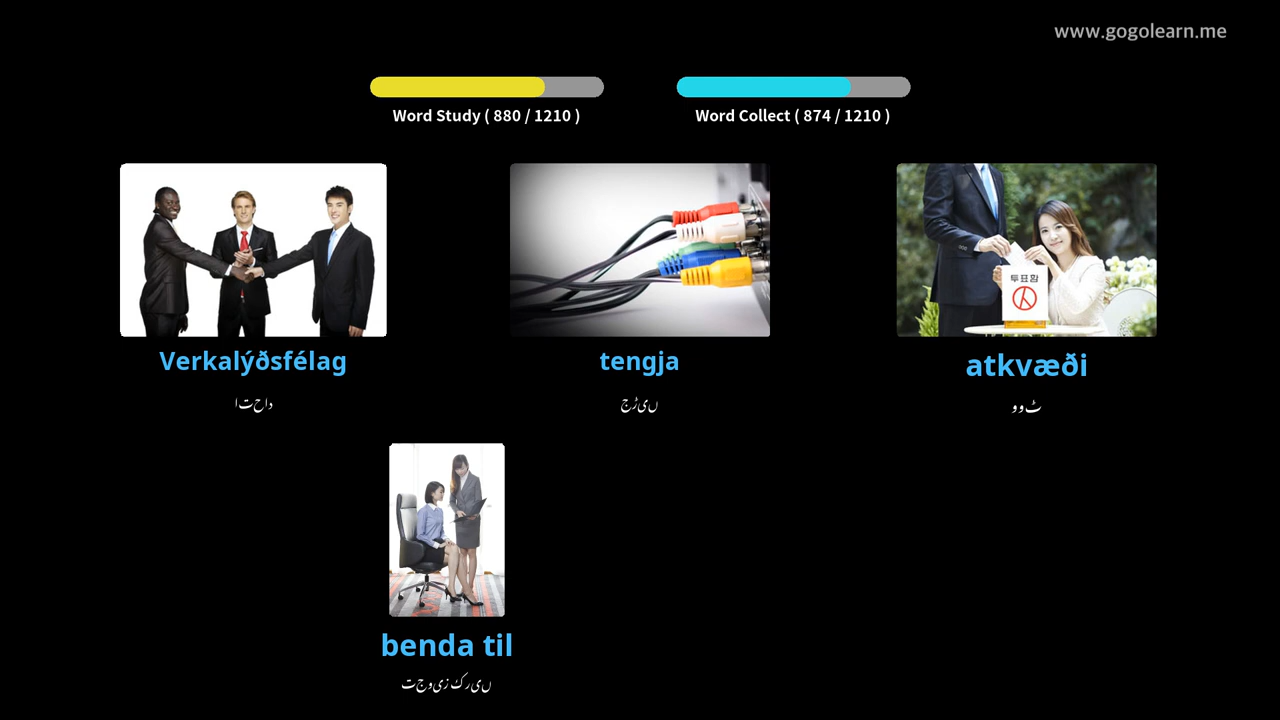 www.gogolearn.me
Word Study ( 880 / 1210 )
Word Collect ( 874 / 1210 )
투표함
Verkalýðsfélag
tengja
atkvæði
اتحاد
جڑیں
ووٹ
benda til
تجویز کریں